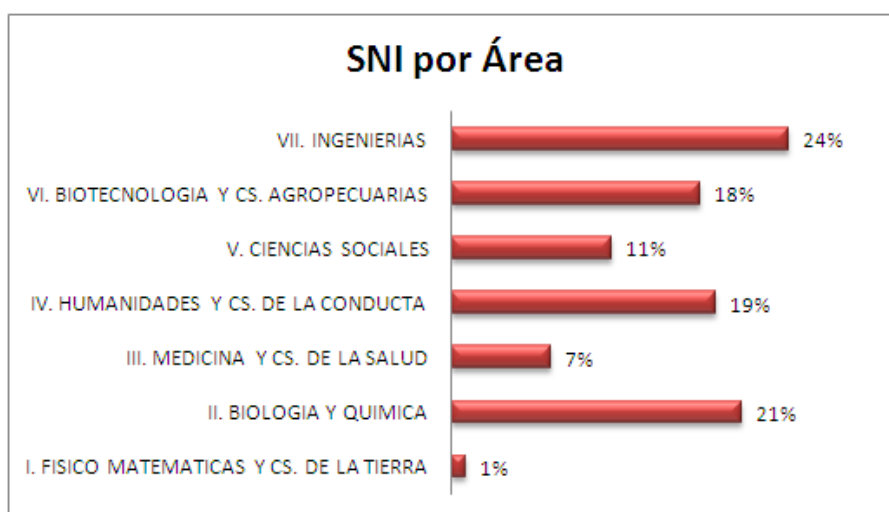 SNI por Área
VII. INGENIERIAS 24%
VI. BIOTECNOLOGIA Y CS. AGROPECUARIAS 18%
V. CIENCIAS SOCIALES 11%
IV. HUMANIDADES Y CS. DE LA CONDUCTA 19%
III. MEDICINA Y CS. DE LA SALUD 7%
II. BIOLOGIA Y QUIMICA 21%
I. FISICO MATEMATICAS Y CS. DE LA TIERRA 1%